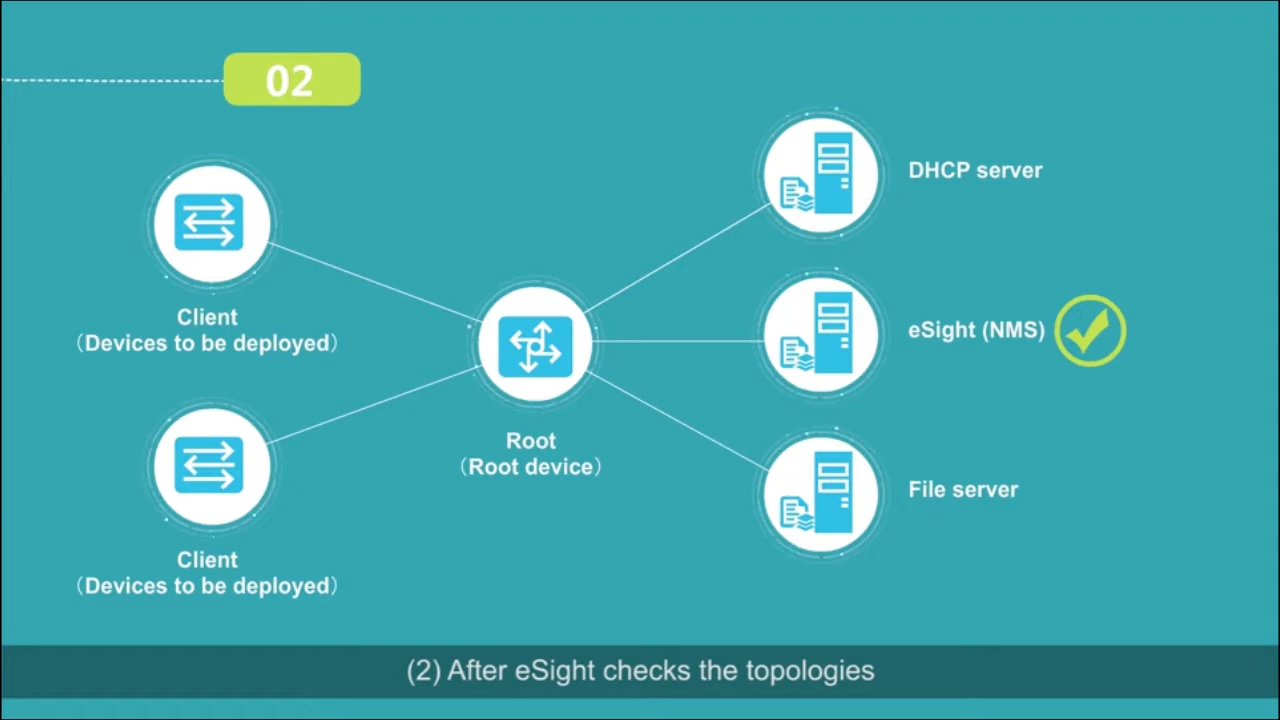 02
Client
（Devices to be deployed）
Client
（Devices to be deployed）
Root
（Root device）
DHCP server
eSight (NMS)
File server
(2) After eSight checks the topologies